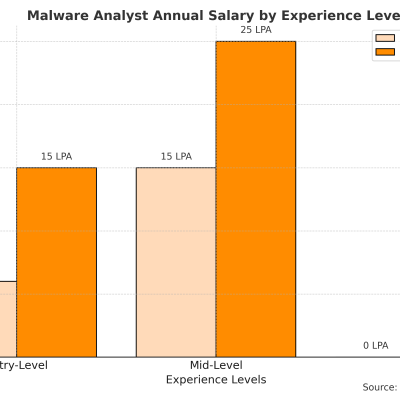 Malware Analyst Annual Salary by Experience Leve
25 LPA
15 LPA
15 LPA
0 LPA
try-Level
Mid-Level
Experience Levels
Source: